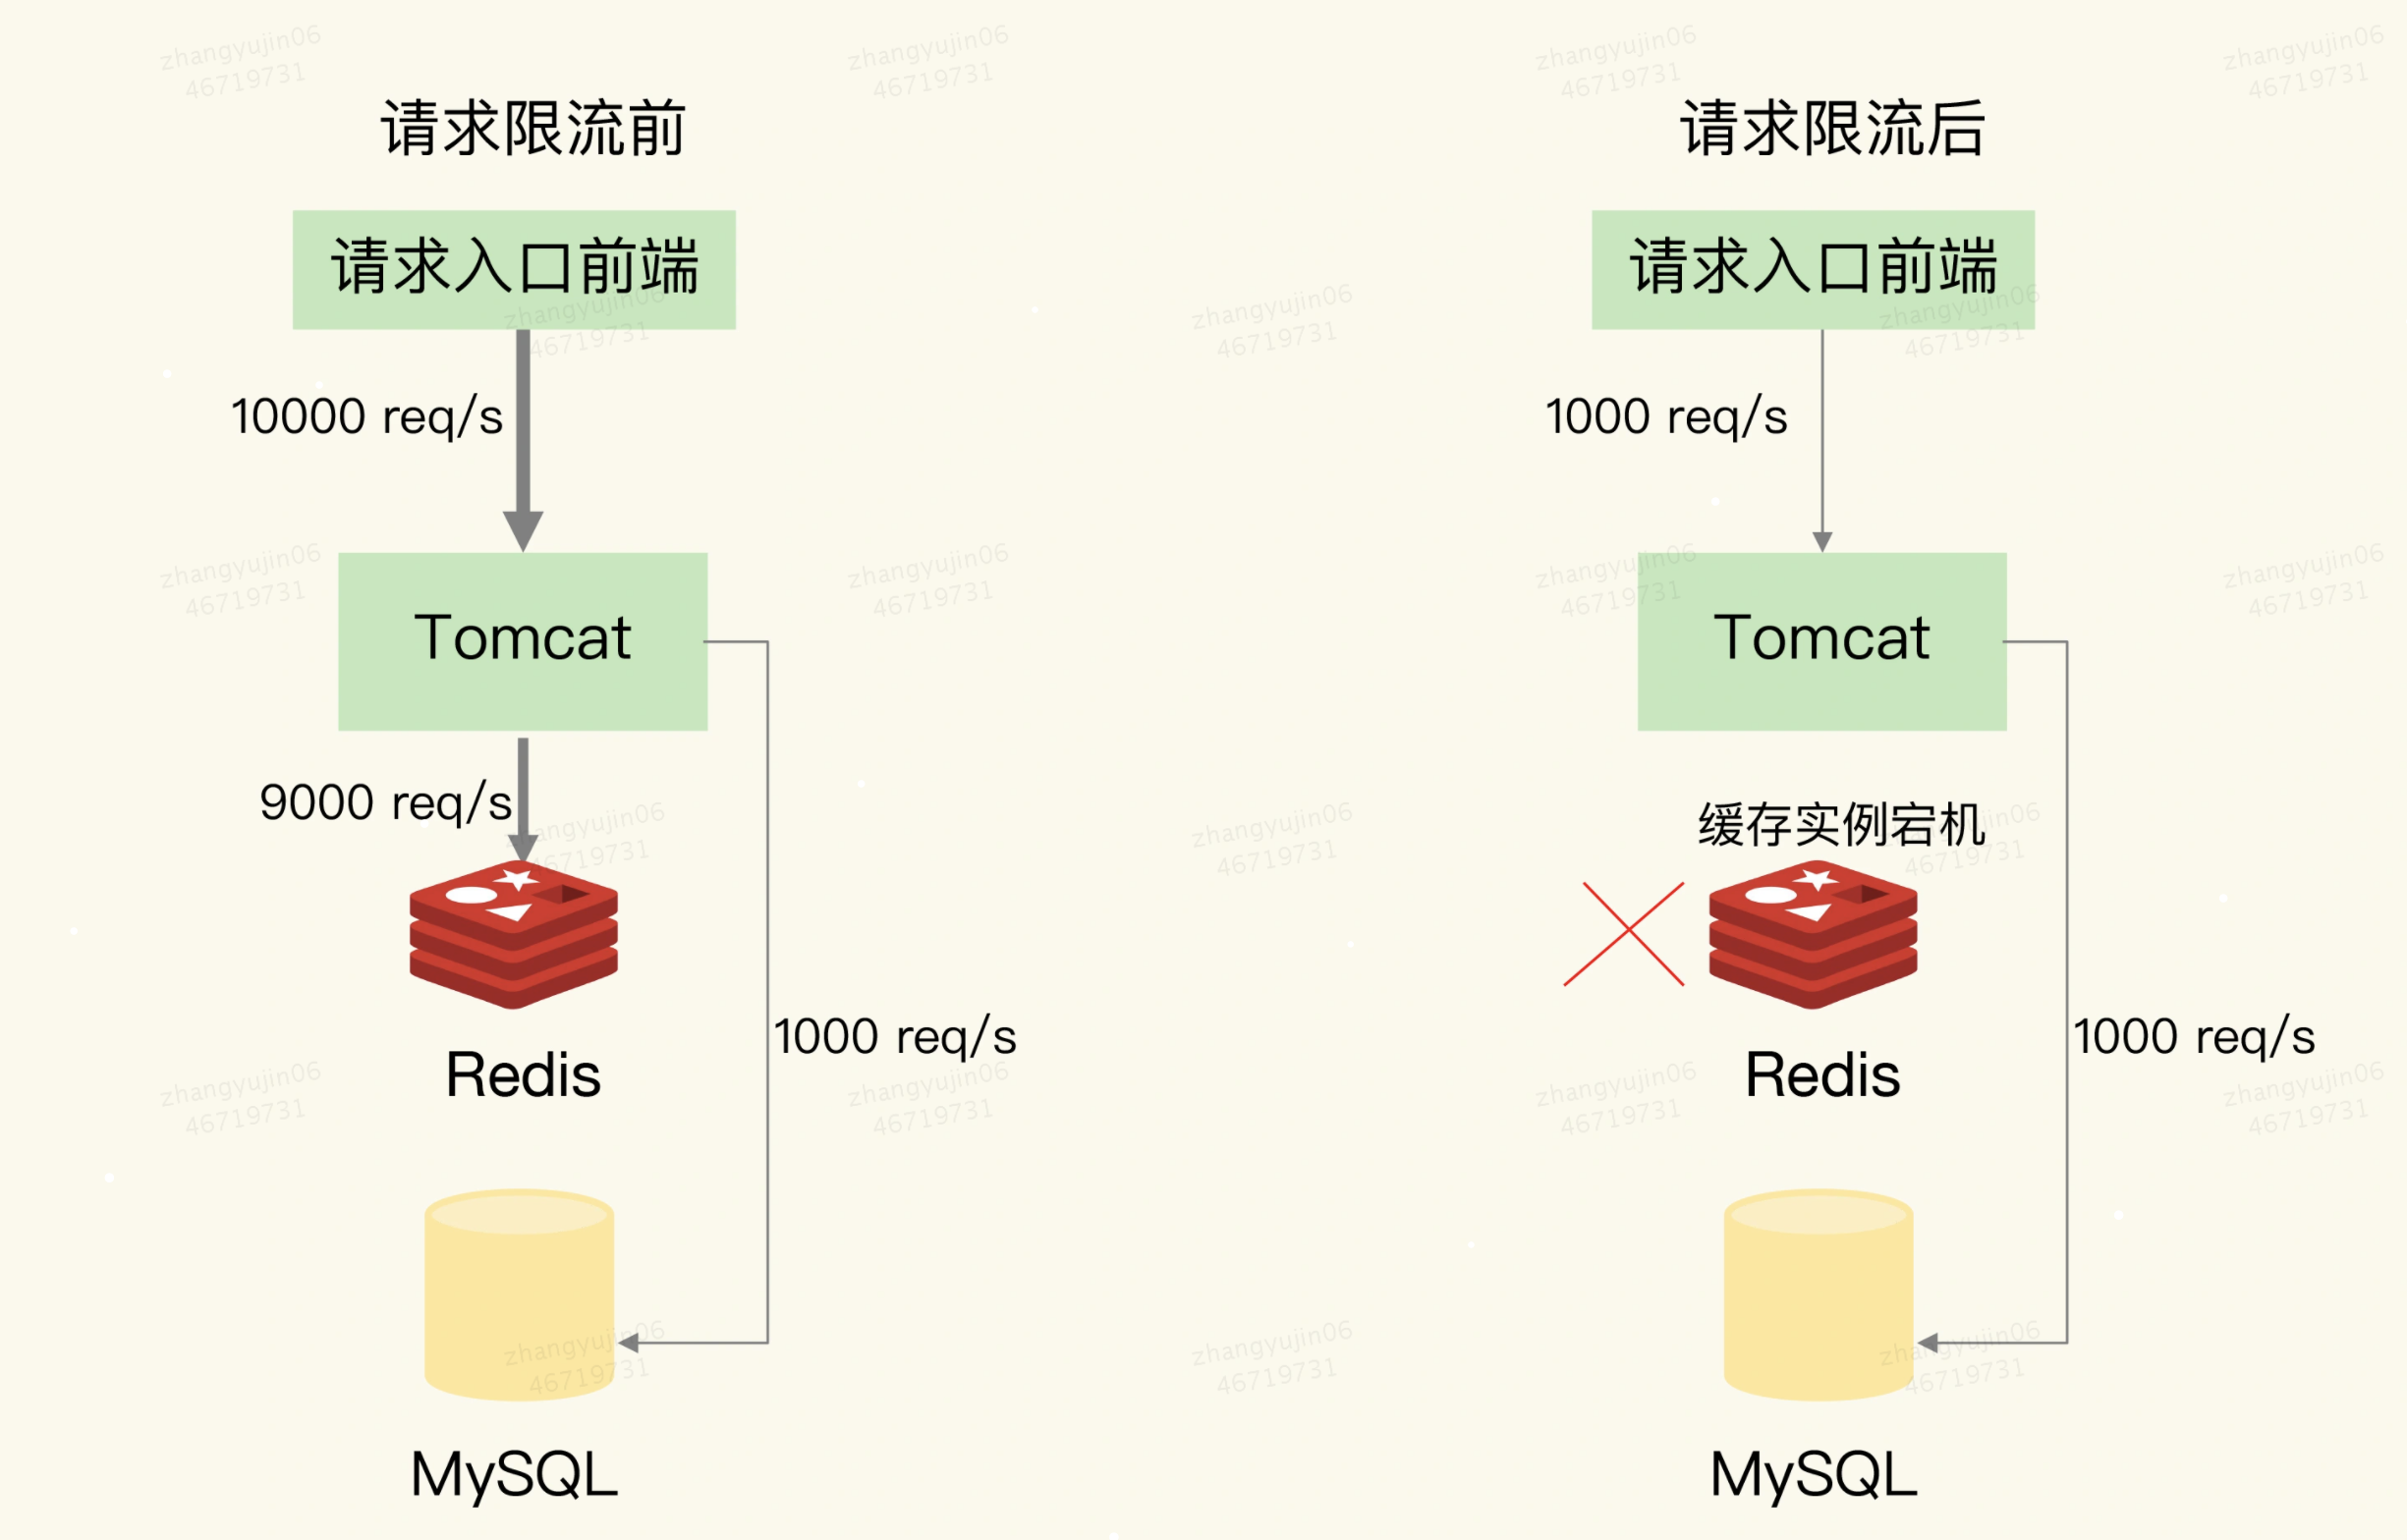 请求限流前
请求入口前端
10000 req/s
Tomcat
9000 req/s
Redis
1000 req/s
MySQL
请求限流后
请求入口前端
1000 req/s
Tomcat
缓存实例宕机
Redis
1000 req/s
MySQL
zhangyujin06
46719731